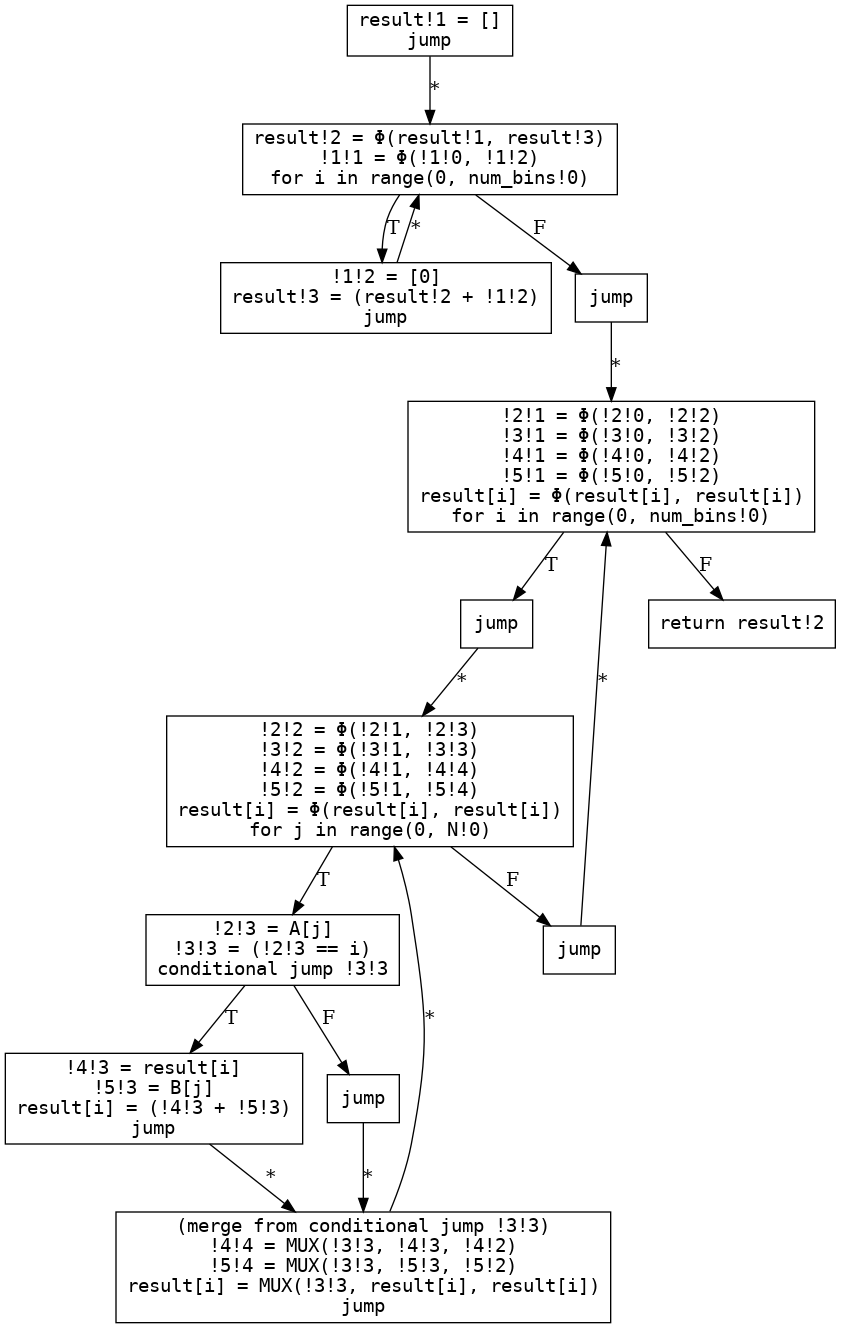 result!1 = []
jump
*
result!2 = Φ(result!1, result!3)
!1!1 = Φ(!1!0, !1!2)
for i in range(0, num_bins!0)
T
*
F
!1!2 = [0]
result!3 = (result!2 + !1!2)
jump
jump
*
!2!1 = Φ(!2!0, !2!2)
!3!1 = Φ(!3!0, !3!2)
!4!1 = Φ(!4!0, !4!2)
!5!1 = Φ(!5!0, !5!2)
result[i] = Φ(result[i], result[i])
for i in range(0, num_bins!0)
T
F
jump
return result!2
*
*
!2!2 = Φ(!2!1, !2!3)
!3!2 = Φ(!3!1, !3!3)
!4!2 = Φ(!4!1, !4!4)
!5!2 = Φ(!5!1, !5!4)
result[i] = Φ(result[i], result[i])
for j in range(0, N!0)
T
F
!2!3 = A[j]
!3!3 = (!2!3 == i)
conditional jump !3!3
jump
T
F
*
!4!3 = result[i]
!5!3 = B[j]
result[i] = (!4!3 + !5!3)
jump
jump
*
*
(merge from conditional jump !3!3)
!4!4 = MUX(!3!3, !4!3, !4!2)
!5!4 = MUX(!3!3, !5!3, !5!2)
result[i] = MUX(!3!3, result[i], result[i])
jump